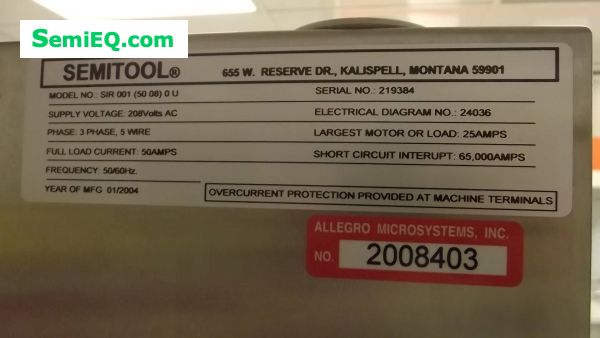 SemiEQ.com
SEMITOOL® 655 W. RESERVE DR., KALISPELL, MONTANA 59901
MODEL NO.: SIR 001 (50 08) 0 U SERIAL NO.: 219384
SUPPLY VOLTAGE: 208Volts AC ELECTRICAL DIAGRAM NO.: 24036
PHASE: 3 PHASE, 5 WIRE LARGEST MOTOR OR LOAD: 25AMPS
FULL LOAD CURRENT: 50AMPS SHORT CIRCUIT INTERUPT: 65,000AMPS
FREQUENCY: 50/60Hz.
YEAR OF MFG 01/2004 OVERCURRENT PROTECTION PROVIDED AT MACHINE TERMINALS
ALLEGRO MICROSYSTEMS, INC.
NO. 2008403